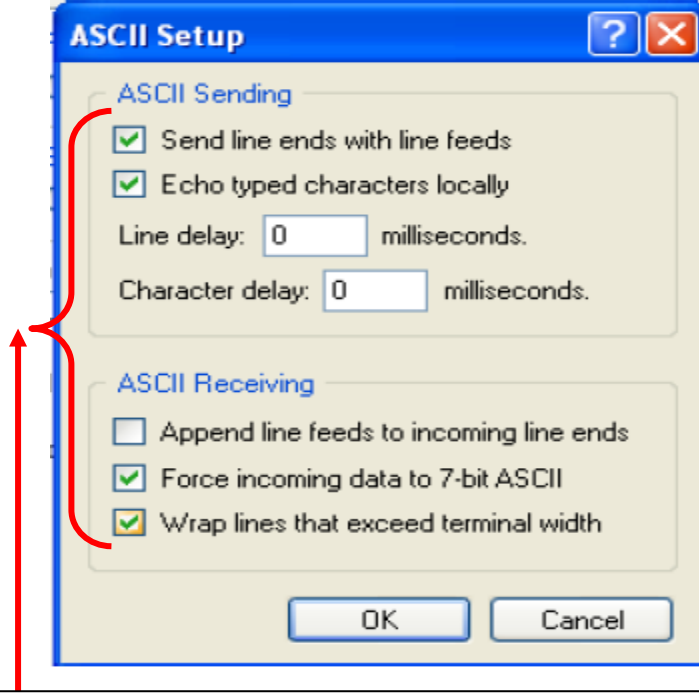 ASCII Setup
ASCII Sending
Send line ends with line feeds
Echo typed characters locally
Line delay: 0 milliseconds.
Character delay: 0 milliseconds.
ASCII Receiving
Append line feeds to incoming line ends
Force incoming data to 7-bit ASCII
Wrap lines that exceed terminal width
OK Cancel